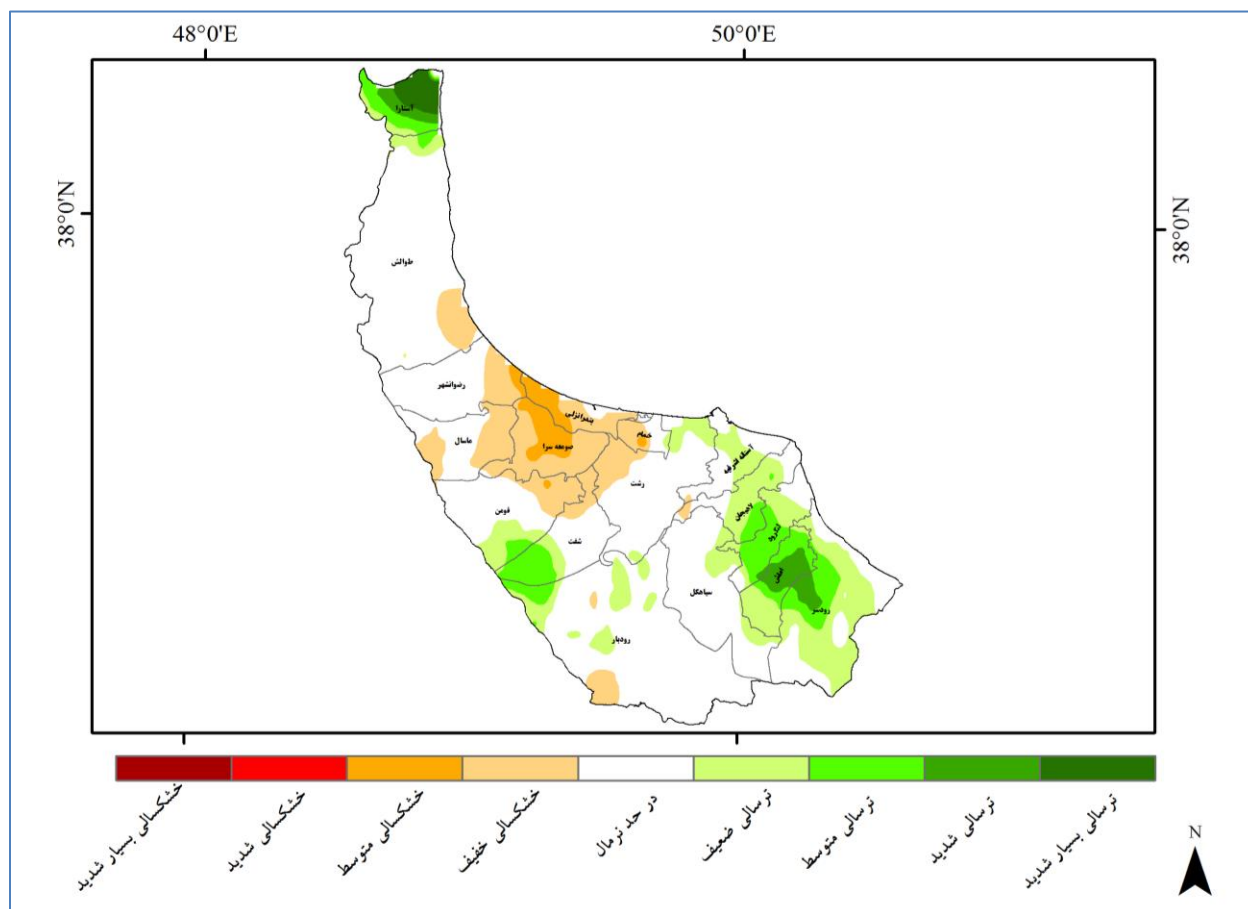 48°0'E
50°0'E
38°0'N
38°0'N
آستارا
طوالش
رضوانشهر
ماسال
بندرانزلی
صومعه سرا
خمام
رشت
آستانه اشرفیه
لاهیجان
لنگرود
املش
رودسر
فومن
شفت
سیاهکل
رودبار
خشکسالی بسیار شدید
خشکسالی شدید
خشکسالی متوسط
خشکسالی خفیف
در حد نرمال
ترسالی ضعیف
ترسالی متوسط
ترسالی شدید
ترسالی بسیار شدید
N